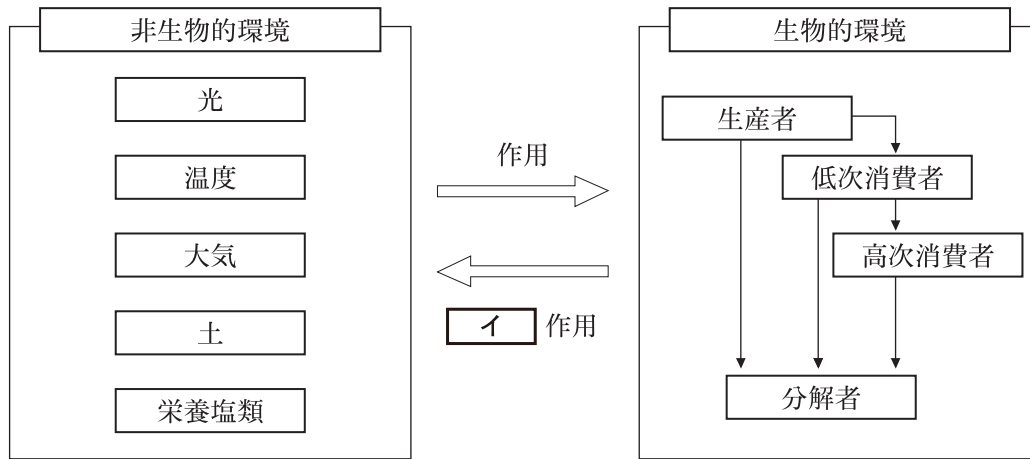 非生物的環境
光
温度
大気
土
栄養塩類
作用
イ 作用
生物的環境
生産者
低次消費者
高次消費者
分解者